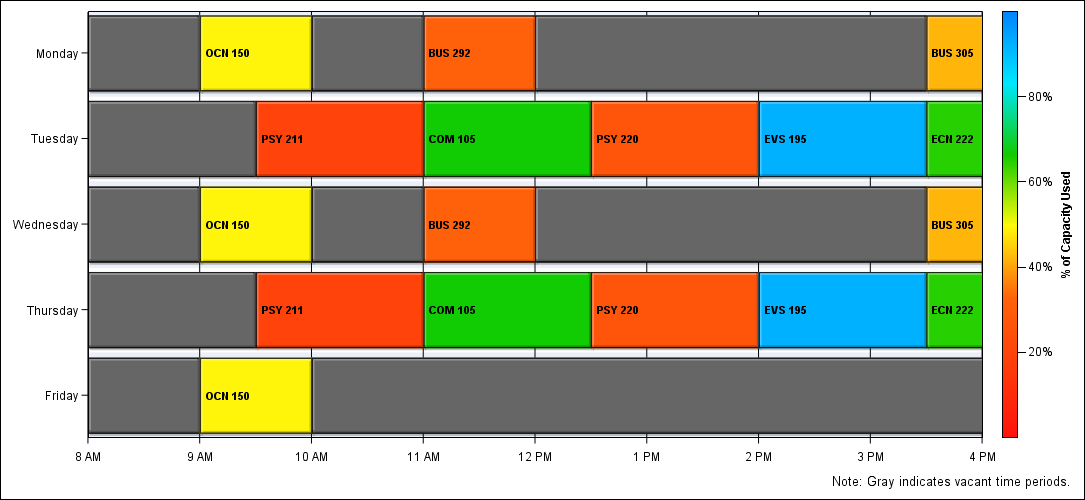 Monday OCN 150 BUS 292 BUS 305
Tuesday PSY 211 COM 105 PSY 220 EVS 195 ECN 222
Wednesday OCN 150 BUS 292 BUS 305
Thursday PSY 211 COM 105 PSY 220 EVS 195 ECN 222
Friday OCN 150
8 AM 9 AM 10 AM 11 AM 12 PM 1 PM 2 PM 3 PM 4 PM
80%
60%
40%
20%
% of Capacity Used
Note: Gray indicates vacant time periods.